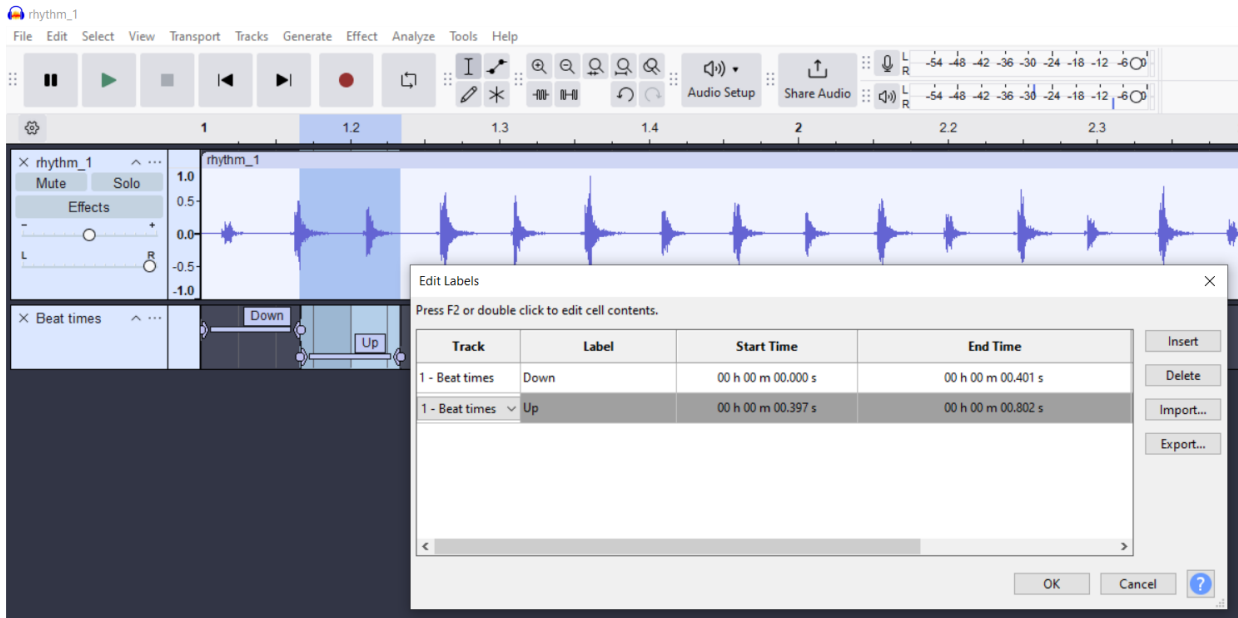 rhythm_1
File Edit Select View Transport Tracks Generate Effect Analyze Tools Help
L
R
-54 -48 -42 -36 -30 -24 -18 -12 -6 0
Audio Setup
Share Audio
L
R
-54 -48 -42 -36 -30 -24 -18 -12 -6 0
1 1.2 1.3 1.4 2 2.2 2.3
rhythm_1
Mute Solo
Effects
- +
L R
1.0
0.5-
0.0-
-0.5-
-1.0
rhythm_1
Beat times
Down
Up
Edit Labels
Press F2 or double click to edit cell contents.
Track Label Start Time End Time
1 - Beat times Down 00 h 00 m 00.000 s 00 h 00 m 00.401 s
1 - Beat times Up 00 h 00 m 00.397 s 00 h 00 m 00.802 s
Insert
Delete
Import...
Export...
OK Cancel ?